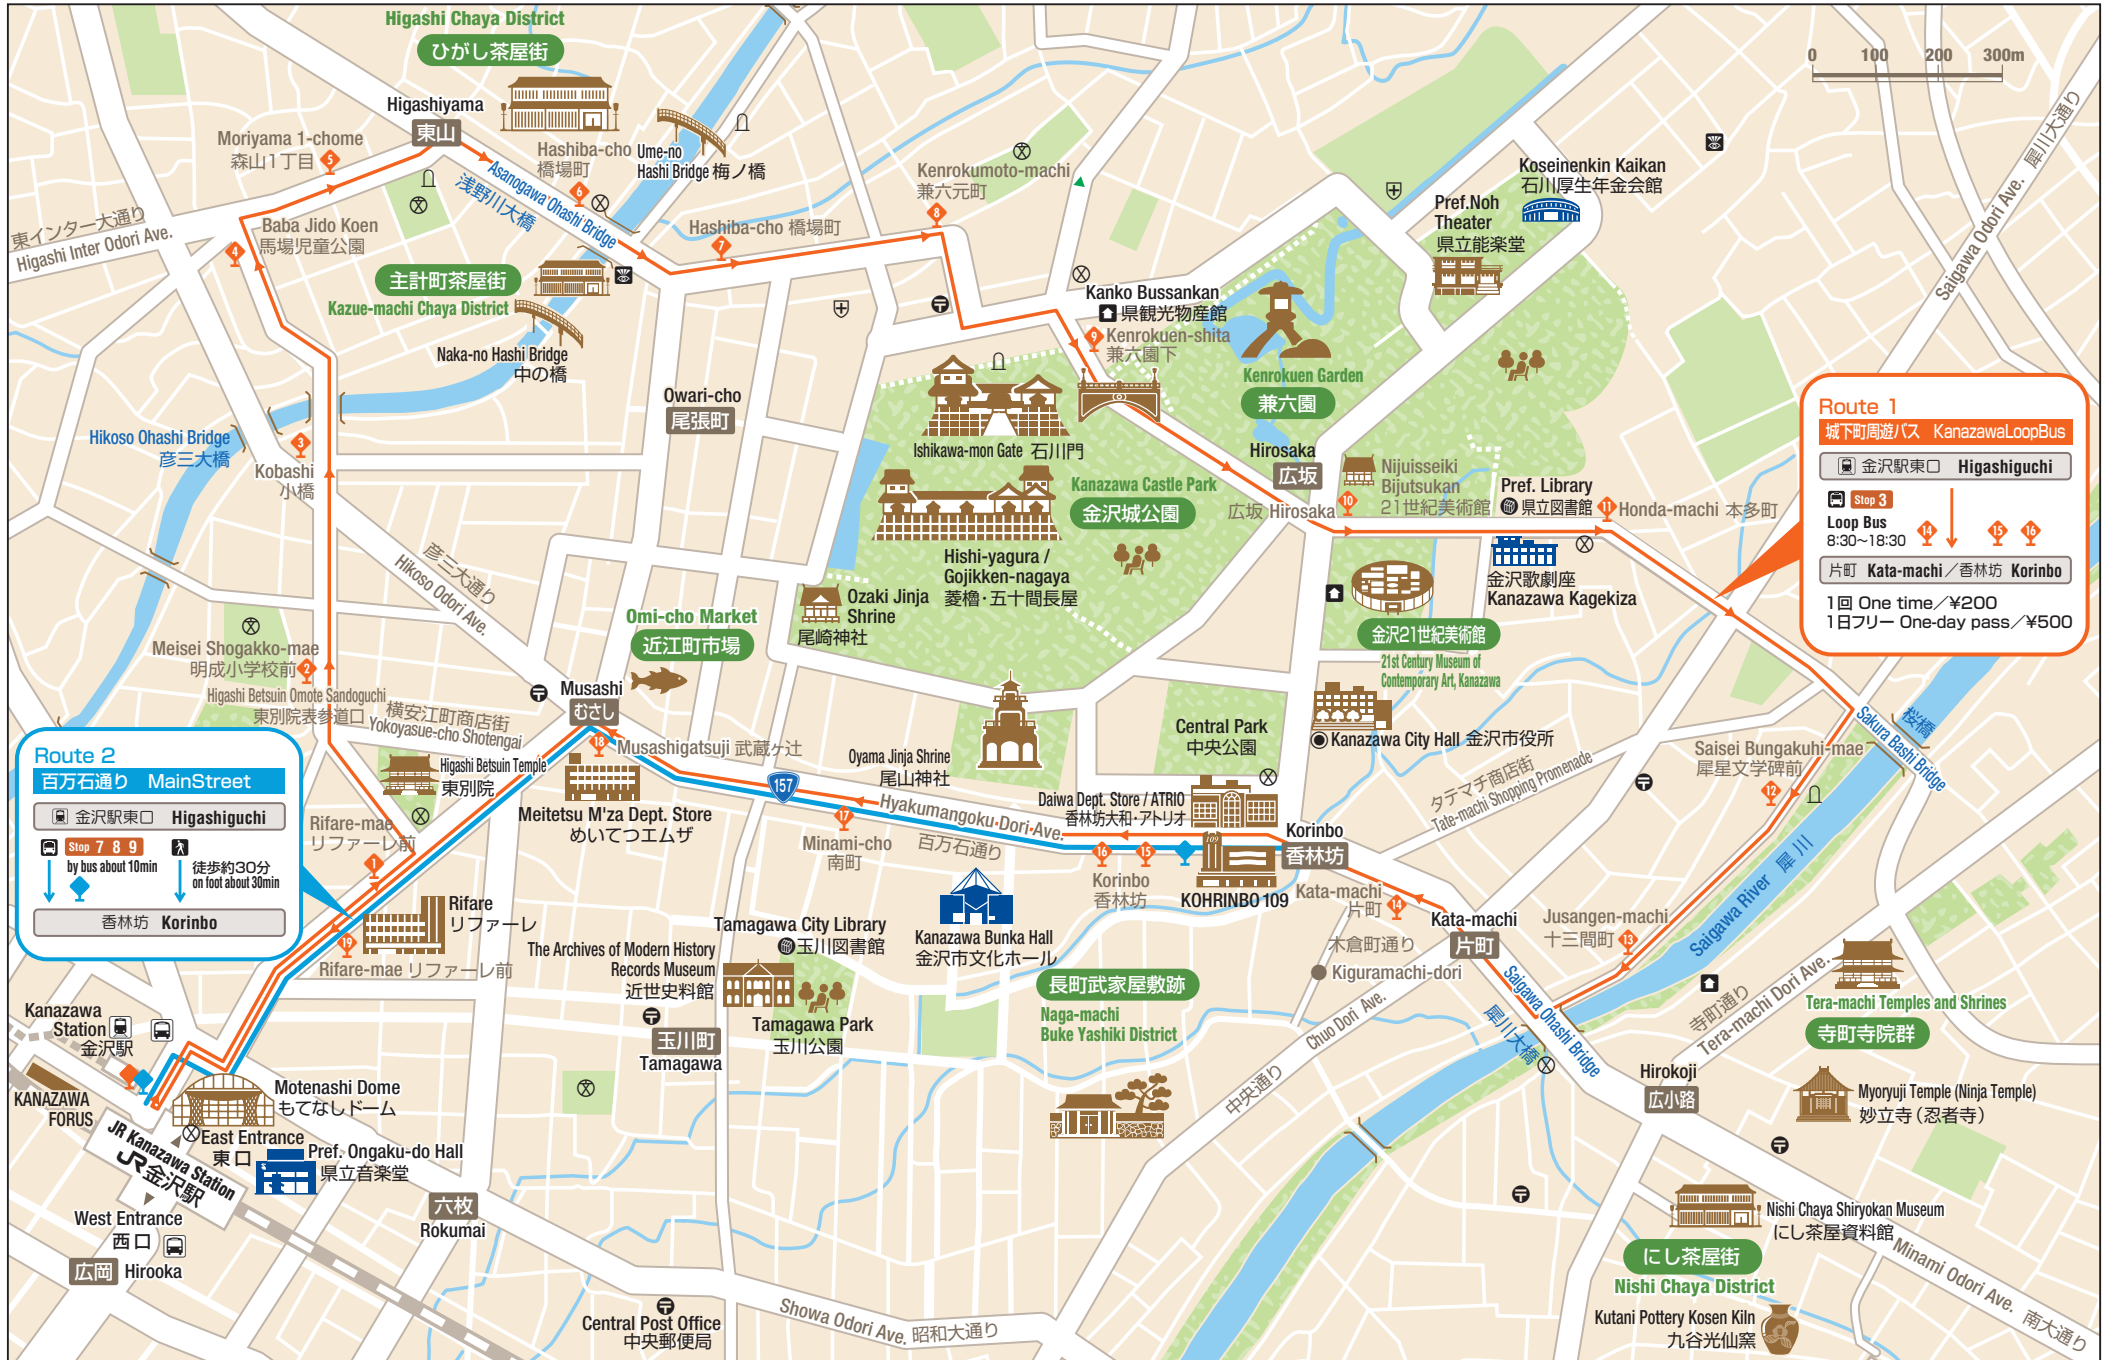 Higashi Chaya District
ひがし茶屋街
0 100 200 300m
Higashiyama
東山
Moriyama 1-chome
森山1丁目
5
Hashiba-cho
橋場町
6
Ume-no
Hashi Bridge 梅ノ橋
Asanogawa Ohashi Bridge
浅野川大橋
Kenrokumoto-machi
兼六元町
8
Koseinenkin Kaikan
石川厚生年金会館
Pref.Noh
Theater
県立能楽堂
Saigawa Odori Ave. 犀川大通り
東インター大通り
Higashi Inter Odori Ave.
Baba Jido Koen
馬場児童公園
4
Hashiba-cho 橋場町
7
主計町茶屋街
Kazue-machi Chaya District
Naka-no Hashi Bridge
中の橋
Kanko Bussankan
県観光物産館
9
Kenrokuen-shita
兼六園下
Kenrokuen Garden
兼六園
Owari-cho
尾張町
Hikoso Ohashi Bridge
彦三大橋
3
Kobashi
小橋
Ishikawa-mon Gate 石川門
Hirosaka
広坂
広坂 Hirosaka
10
Nijuisseiki
Bijutsukan
21世紀美術館
Pref. Library
県立図書館
11
Honda-machi 本多町
Kanazawa Castle Park
金沢城公園
Hishi-yagura /
Gojikken-nagaya
菱櫓・五十間長屋
金沢歌劇座
Kanazawa Kagekiza
Route 1
城下町周遊バス KanazawaLoopBus
金沢駅東口 Higashiguchi
Stop 3
Loop Bus
8:30～18:30
14
15
16
片町 Kata-machi／香林坊 Korinbo
1回 One time／¥200
1日フリー One-day pass／¥500
彦三大通り
Hikoso Odori Ave.
Ozaki Jinja
Shrine
尾崎神社
Omi-cho Market
近江町市場
金沢21世紀美術館
21st Century Museum of
Contemporary Art, Kanazawa
Meisei Shogakko-mae
明成小学校前
2
Higashi Betsuin Omote Sandoguchi
東別院表参道口
横安江町商店街
Yokoyasue-cho Shotengai
Musashi
むさし
18
Musashigatsuji 武蔵ヶ辻
Higashi Betsuin Temple
東別院
Meitetsu M'za Dept. Store
めいてつエムザ
157
Oyama Jinja Shrine
尾山神社
Central Park
中央公園
Kanazawa City Hall 金沢市役所
タテマチ商店街
Tate-machi Shopping Promenade
Saisei Bungakuhi-mae
犀星文学碑前
12
Sakura Bashi Bridge
桜橋
Route 2
百万石通り MainStreet
金沢駅東口 Higashiguchi
Stop 7 8 9
by bus about 10min
徒歩約30分
on foot about 30min
香林坊 Korinbo
Rifare-mae
リファーレ前
1
Hyakumangoku Dori Ave.
百万石通り
17
Minami-cho
南町
Daiwa Dept. Store / ATRIO
香林坊大和・アトリオ
109
Korinbo
香林坊
16
15
Korinbo
香林坊
KOHRINBO 109
Kata-machi
片町
14
Kata-machi
片町
Jusangen-machi
十三間町
13
Saigawa River 犀川
Rifare
リファーレ
19
Rifare-mae リファーレ前
Tamagawa City Library
玉川図書館
The Archives of Modern History
Records Museum
近世史料館
Tamagawa Park
玉川公園
玉川町
Tamagawa
Kanazawa Bunka Hall
金沢市文化ホール
木倉町通り
Kiguramachi-dori
長町武家屋敷跡
Naga-machi
Buke Yashiki District
Saigawa Ohashi Bridge
犀川大橋
寺町通り
Tera-machi Dori Ave.
Tera-machi Temples and Shrines
寺町寺院群
Chuo Dori Ave.
中央通り
Hirokoji
広小路
Myoryuji Temple (Ninja Temple)
妙立寺（忍者寺）
Kanazawa
Station
金沢駅
KANAZAWA
FORUS
Motenashi Dome
もてなしドーム
East Entrance
東口
Pref. Ongaku-do Hall
県立音楽堂
JR Kanazawa Station
JR金沢駅
West Entrance
西口
広岡 Hirooka
六枚
Rokumai
Nishi Chaya Shiryokan Museum
にし茶屋資料館
にし茶屋街
Nishi Chaya District
Minami Odori Ave. 南大通り
Kutani Pottery Kosen Kiln
九谷光仙窯
Central Post Office
中央郵便局
Showa Odori Ave. 昭和大通り